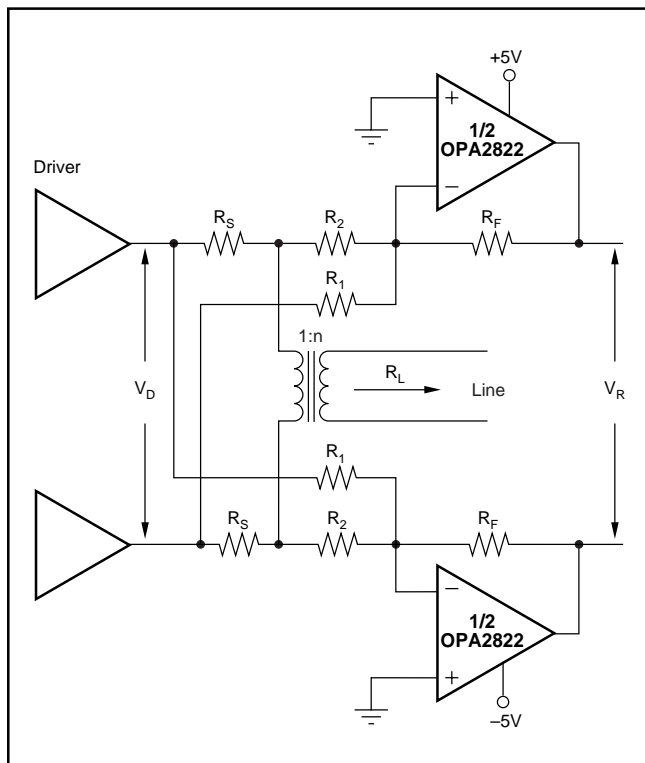 +5V
+
1/2
OPA2822
−
Driver
R_S
R_2
R_F
R_1
1:n
R_L
Line
V_D
V_R
R_1
R_S
R_2
R_F
−
1/2
OPA2822
+
−5V